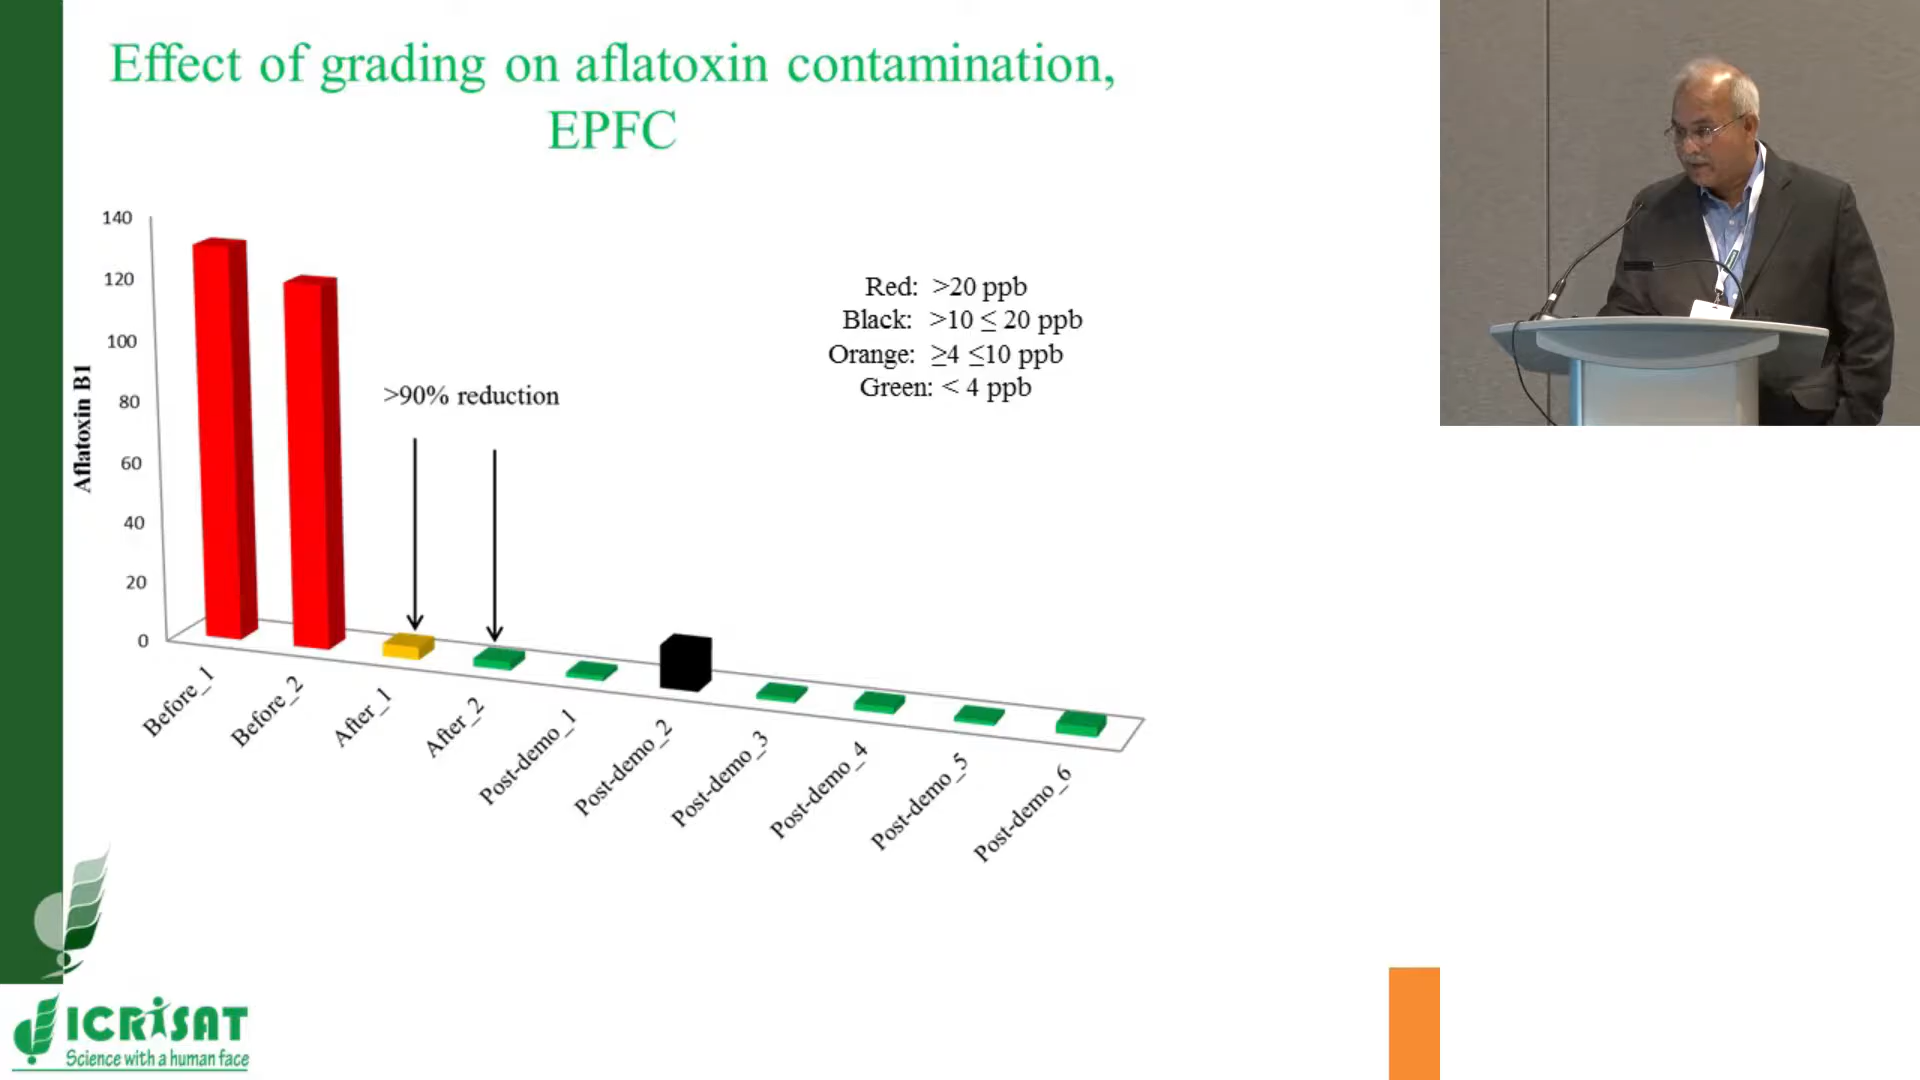 Effect of grading on aflatoxin contamination,
EPFC
140
120
100
80
60
40
20
0
Aflatoxin B1
>90% reduction
Red: >20 ppb
Black: >10 ≤ 20 ppb
Orange: ≥4 ≤10 ppb
Green: < 4 ppb
Before_1
Before_2
After_1
After_2
Post-demo_1
Post-demo_2
Post-demo_3
Post-demo_4
Post-demo_5
Post-demo_6
ICRISAT
Science with a human face